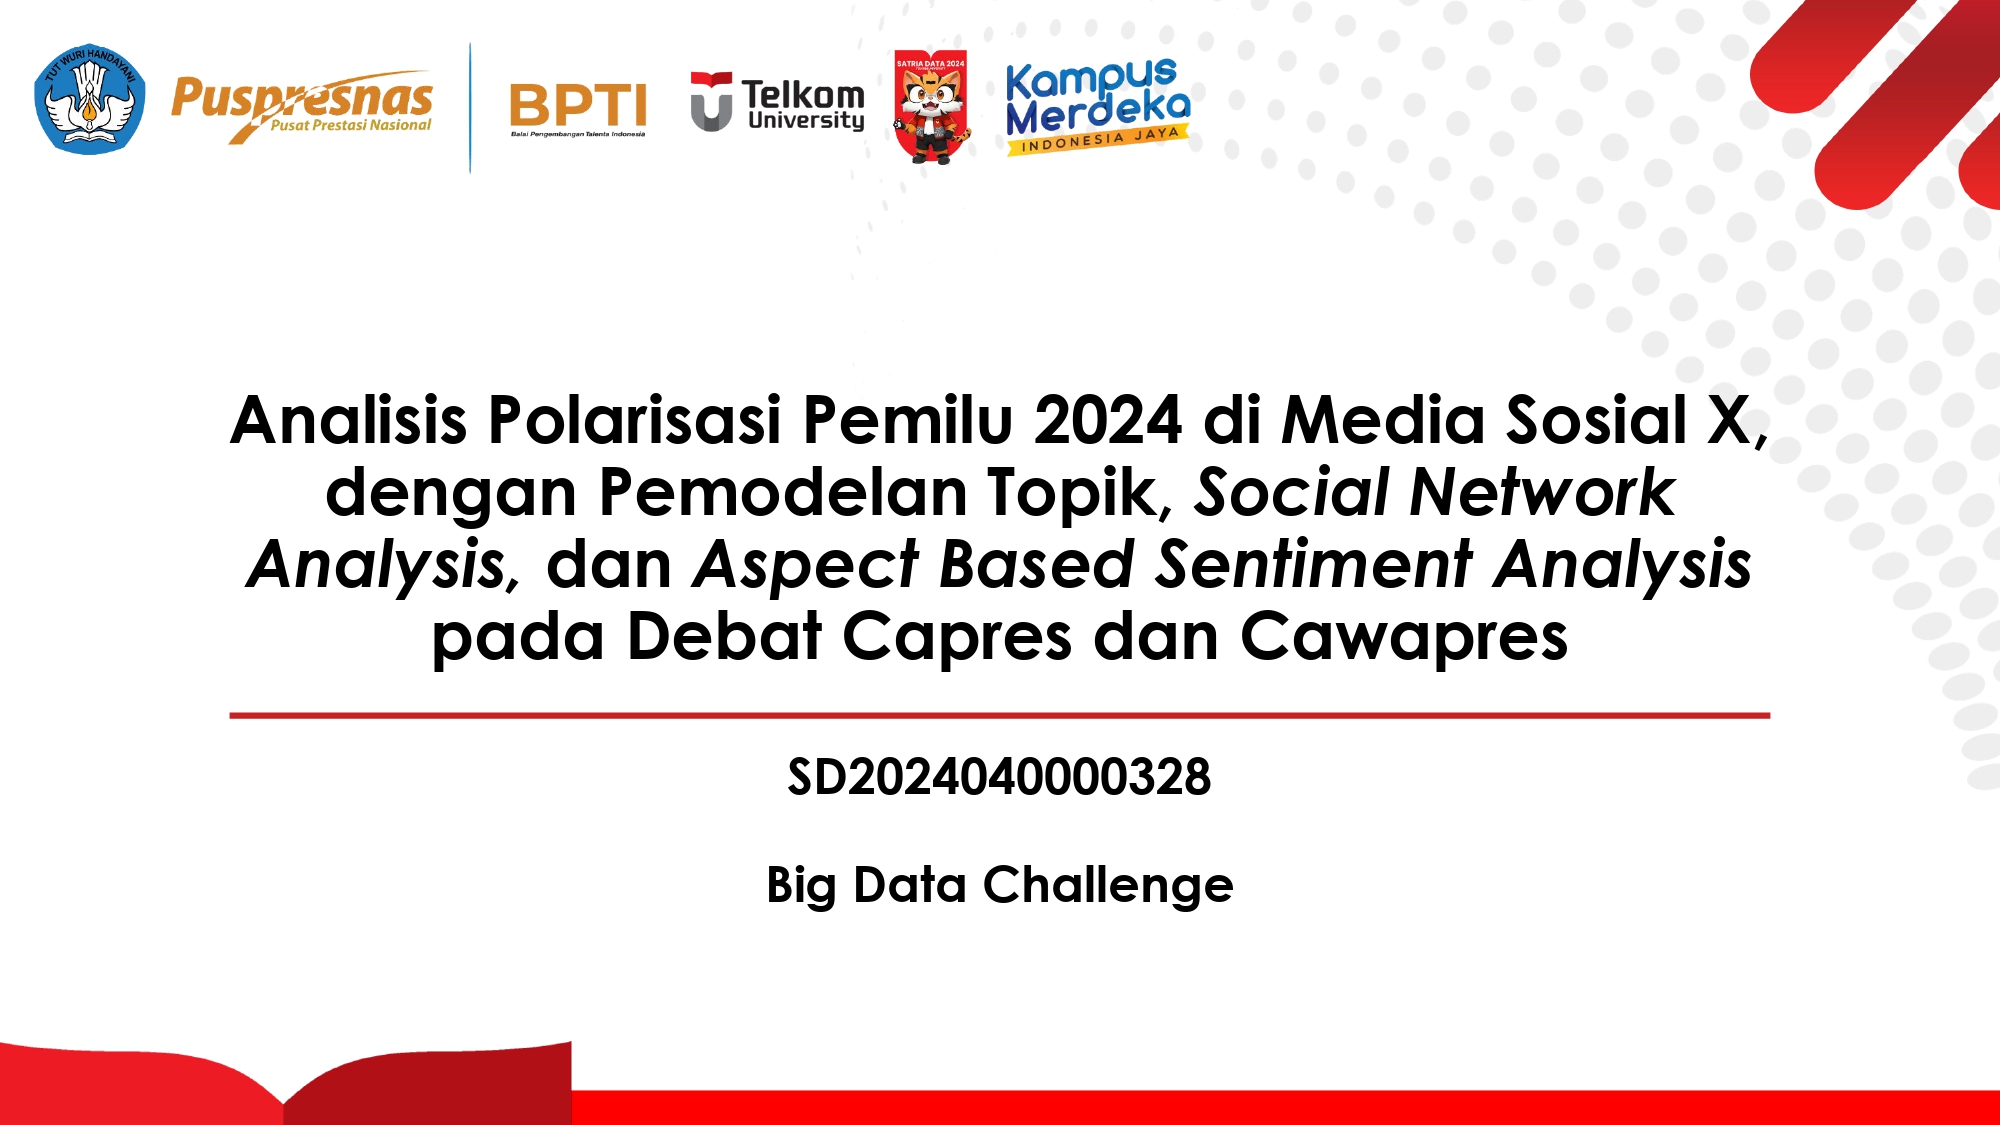 TUT WURI HANDAYANI
Puspresnas
Pusat Prestasi Nasional
BPTI
Balai Pengembangan Talenta Indonesia
Telkom
University
SATRIA DATA 2024
Kampus
Merdeka
INDONESIA JAYA
Analisis Polarisasi Pemilu 2024 di Media Sosial X,
dengan Pemodelan Topik, Social Network
Analysis, dan Aspect Based Sentiment Analysis
pada Debat Capres dan Cawapres
SD2024040000328
Big Data Challenge